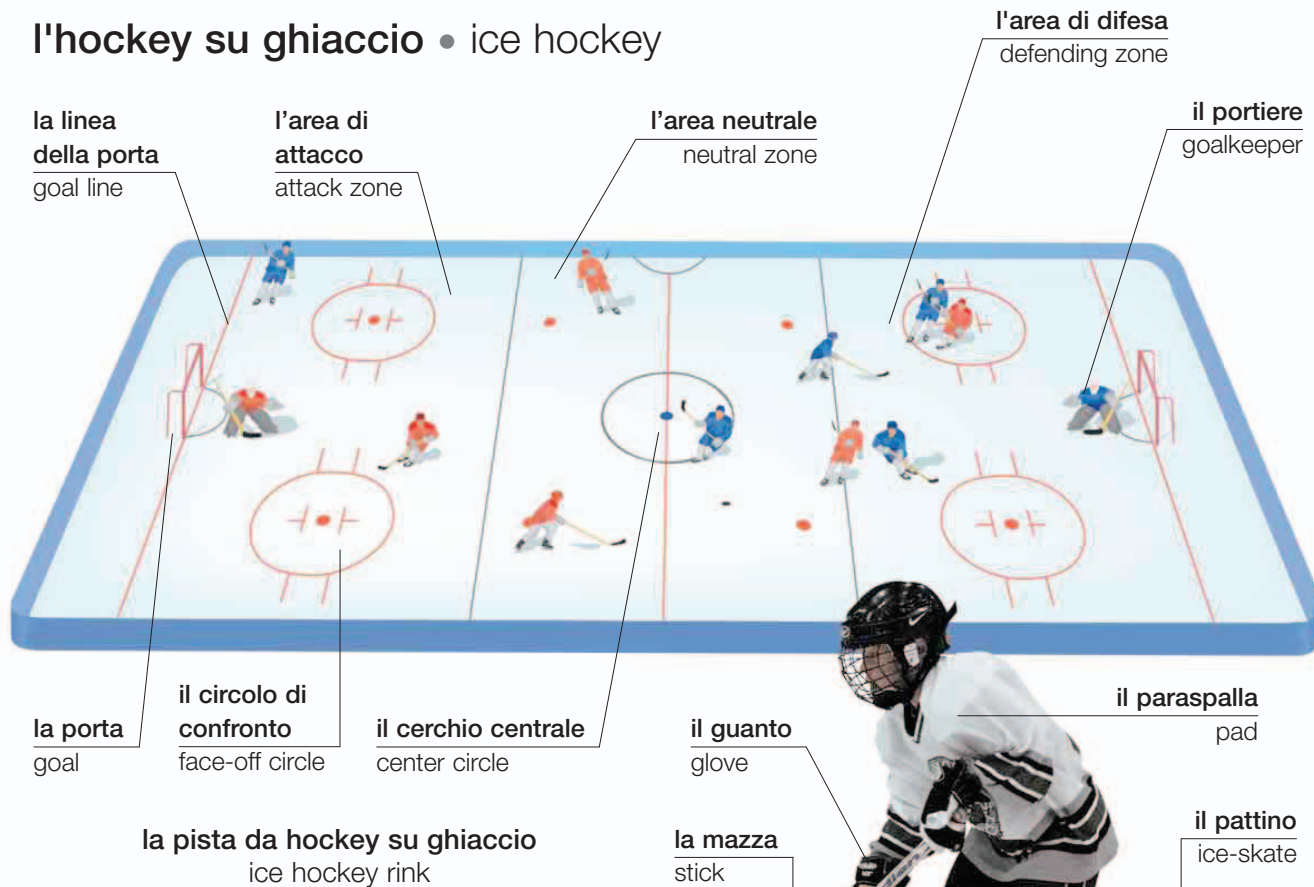 l'hockey su ghiaccio • ice hockey
l'area di difesa
defending zone
la linea
della porta
goal line
l’area di
attacco
attack zone
l’area neutrale
neutral zone
il portiere
goalkeeper
la porta
goal
il circolo di
confronto
face-off circle
il cerchio centrale
center circle
il guanto
glove
il paraspalla
pad
la pista da hockey su ghiaccio
ice hockey rink
la mazza
stick
il pattino
ice-skate